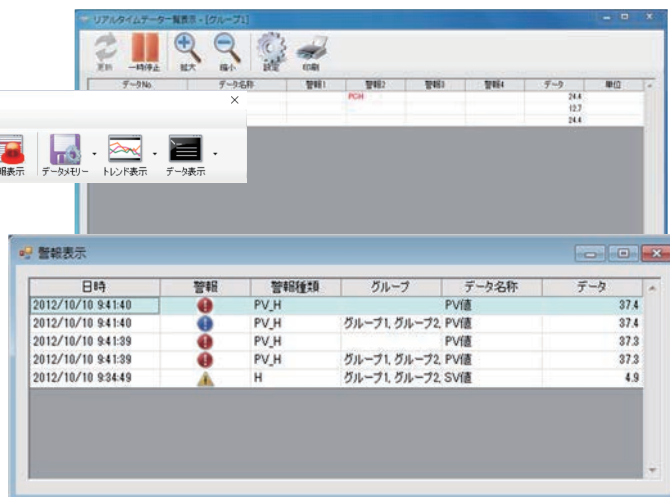 リアルタイムデータ一覧表示 - [グループ1]
更新 一時停止 拡大 縮小 設定 印刷
データNo. データ名称 警報1 警報2 警報3 警報4 データ 単位
24.4
12.7
24.4
報表示 データメモリー トレンド表示 データ表示
警報表示
日時 警報 警報種類 グループ データ名称 データ
2012/10/10 9:41:40 PV_H PV値 37.4
2012/10/10 9:41:40 PV_H グループ1, グループ2, PV値 37.4
2012/10/10 9:41:39 PV_H PV値 37.3
2012/10/10 9:41:39 PV_H グループ1, グループ2, PV値 37.3
2012/10/10 9:34:49 H グループ1, グループ2, SV値 4.9